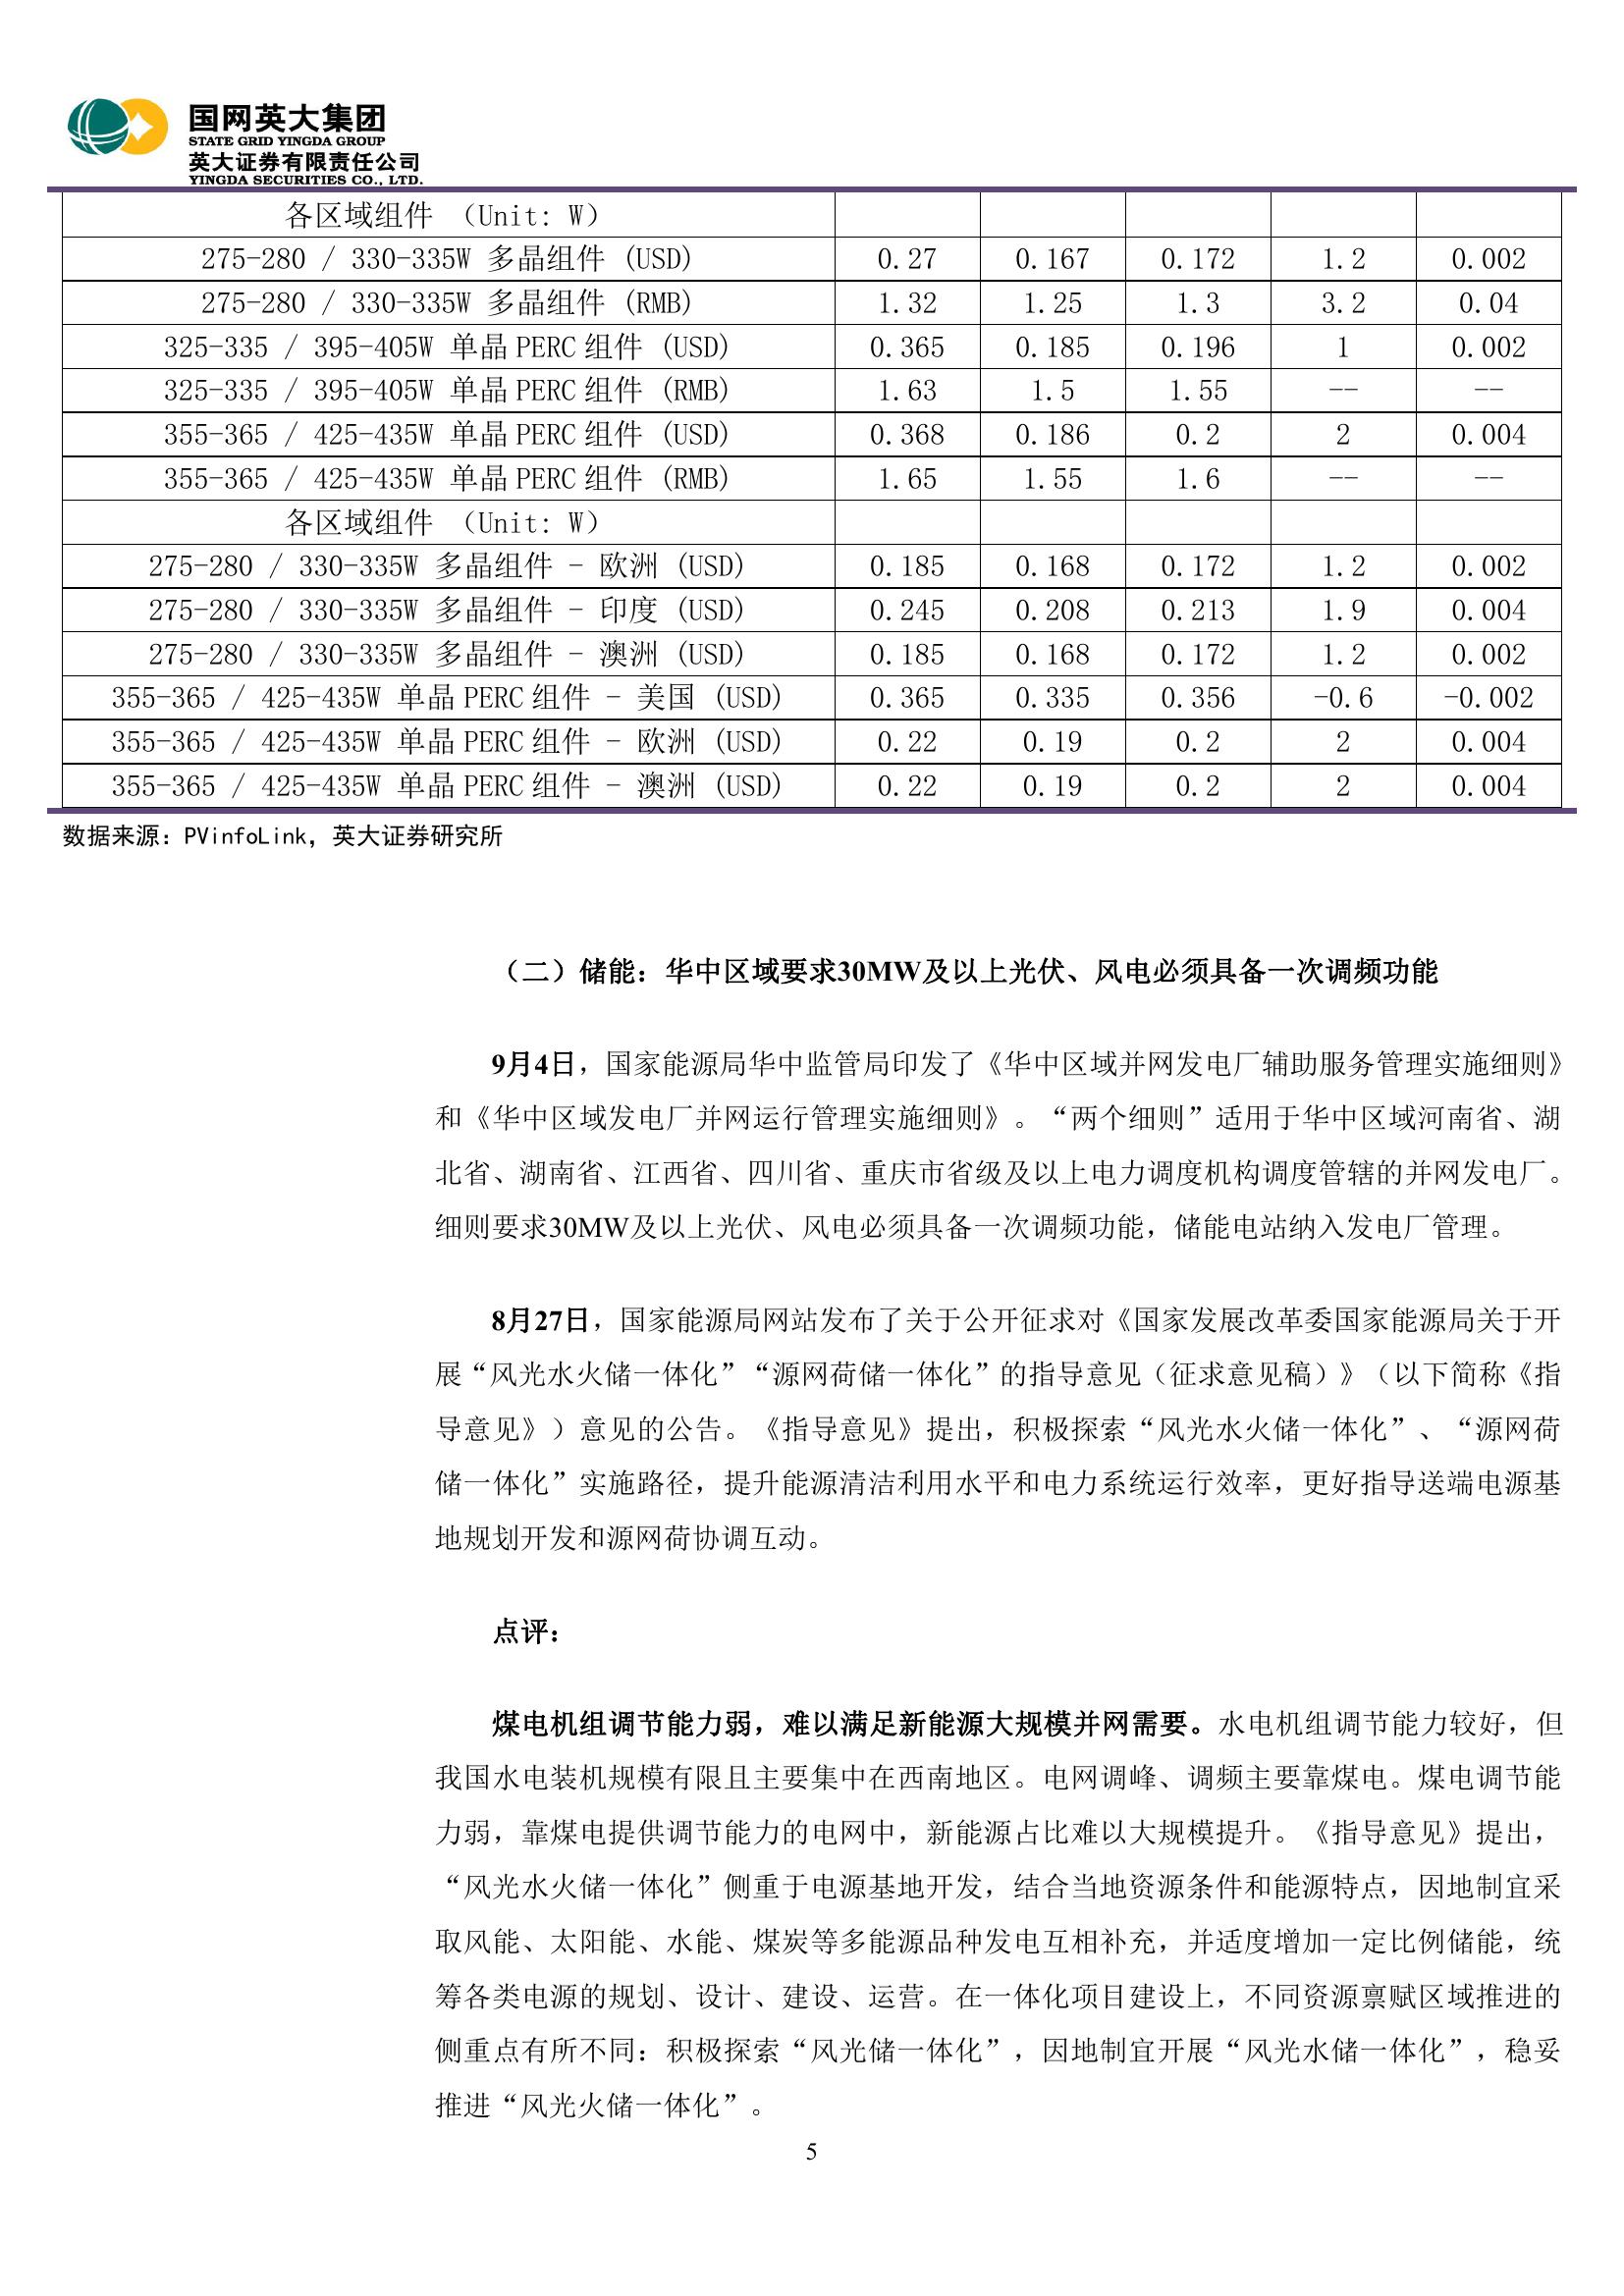 国网英大集团
STATE GRID YINGDA GROUP
英大证券有限责任公司
YINGDA SECURITIES CO., LTD.
各区域组件 （Unit: W）
275-280 / 330-335W 多晶组件 (USD) 0.27 0.167 0.172 1.2 0.002
275-280 / 330-335W 多晶组件 (RMB) 1.32 1.25 1.3 3.2 0.04
325-335 / 395-405W 单晶 PERC 组件 (USD) 0.365 0.185 0.196 1 0.002
325-335 / 395-405W 单晶 PERC 组件 (RMB) 1.63 1.5 1.55 -- --
355-365 / 425-435W 单晶 PERC 组件 (USD) 0.368 0.186 0.2 2 0.004
355-365 / 425-435W 单晶 PERC 组件 (RMB) 1.65 1.55 1.6 -- --
各区域组件 （Unit: W）
275-280 / 330-335W 多晶组件 - 欧洲 (USD) 0.185 0.168 0.172 1.2 0.002
275-280 / 330-335W 多晶组件 - 印度 (USD) 0.245 0.208 0.213 1.9 0.004
275-280 / 330-335W 多晶组件 - 澳洲 (USD) 0.185 0.168 0.172 1.2 0.002
355-365 / 425-435W 单晶 PERC 组件 - 美国 (USD) 0.365 0.335 0.356 -0.6 -0.002
355-365 / 425-435W 单晶 PERC 组件 - 欧洲 (USD) 0.22 0.19 0.2 2 0.004
355-365 / 425-435W 单晶 PERC 组件 - 澳洲 (USD) 0.22 0.19 0.2 2 0.004
数据来源：PVinfoLink，英大证券研究所
（二）储能：华中区域要求30MW及以上光伏、风电必须具备一次调频功能
9月4日，国家能源局华中监管局印发了《华中区域并网发电厂辅助服务管理实施细则》
和《华中区域发电厂并网运行管理实施细则》。“两个细则”适用于华中区域河南省、湖
北省、湖南省、江西省、四川省、重庆市省级及以上电力调度机构调度管辖的并网发电厂。
细则要求30MW及以上光伏、风电必须具备一次调频功能，储能电站纳入发电厂管理。
8月27日，国家能源局网站发布了关于公开征求对《国家发展改革委国家能源局关于开
展“风光水火储一体化”“源网荷储一体化”的指导意见（征求意见稿）》（以下简称《指
导意见》）意见的公告。《指导意见》提出，积极探索“风光水火储一体化”、“源网荷
储一体化”实施路径，提升能源清洁利用水平和电力系统运行效率，更好指导送端电源基
地规划开发和源网荷协调互动。
点评：
煤电机组调节能力弱，难以满足新能源大规模并网需要。水电机组调节能力较好，但
我国水电装机规模有限且主要集中在西南地区。电网调峰、调频主要靠煤电。煤电调节能
力弱，靠煤电提供调节能力的电网中，新能源占比难以大规模提升。《指导意见》提出，
“风光水火储一体化”侧重于电源基地开发，结合当地资源条件和能源特点，因地制宜采
取风能、太阳能、水能、煤炭等多能源品种发电互相补充，并适度增加一定比例储能，统
筹各类电源的规划、设计、建设、运营。在一体化项目建设上，不同资源禀赋区域推进的
侧重点有所不同：积极探索“风光储一体化”，因地制宜开展“风光水储一体化”，稳妥
推进“风光火储一体化”。
5